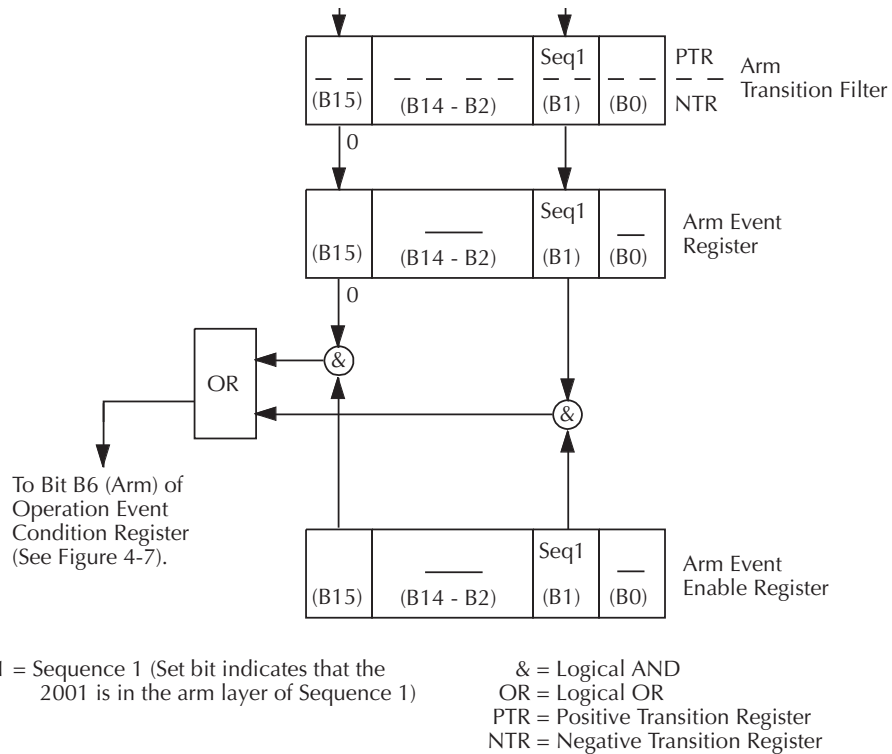 Seq1
PTR
(B15)
(B14 - B2)
(B1)
(B0)
NTR
Arm
Transition Filter
0
Seq1
(B15)
(B14 - B2)
(B1)
(B0)
Arm Event
Register
0
&
OR
&
To Bit B6 (Arm) of
Operation Event
Condition Register
(See Figure 4-7).
Seq1
(B15)
(B14 - B2)
(B1)
(B0)
Arm Event
Enable Register
= Sequence 1 (Set bit indicates that the
2001 is in the arm layer of Sequence 1)
& = Logical AND
OR = Logical OR
PTR = Positive Transition Register
NTR = Negative Transition Register